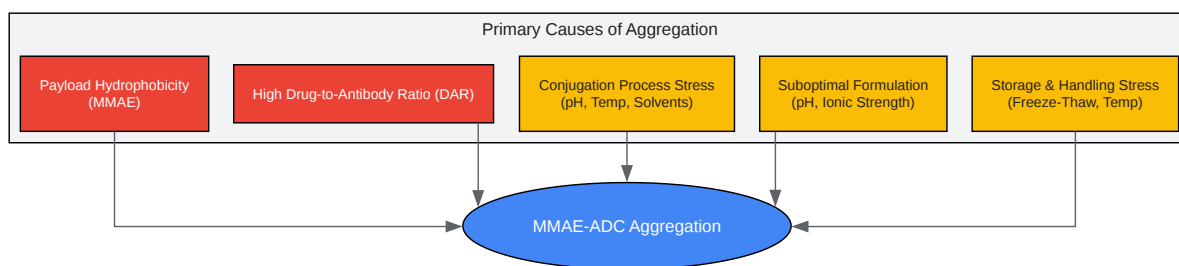 Primary Causes of Aggregation
Payload Hydrophobicity
(MMAE)
High Drug-to-Antibody Ratio (DAR)
Conjugation Process Stress
(pH, Temp, Solvents)
Suboptimal Formulation
(pH, Ionic Strength)
Storage & Handling Stress
(Freeze-Thaw, Temp)
MMAE-ADC Aggregation